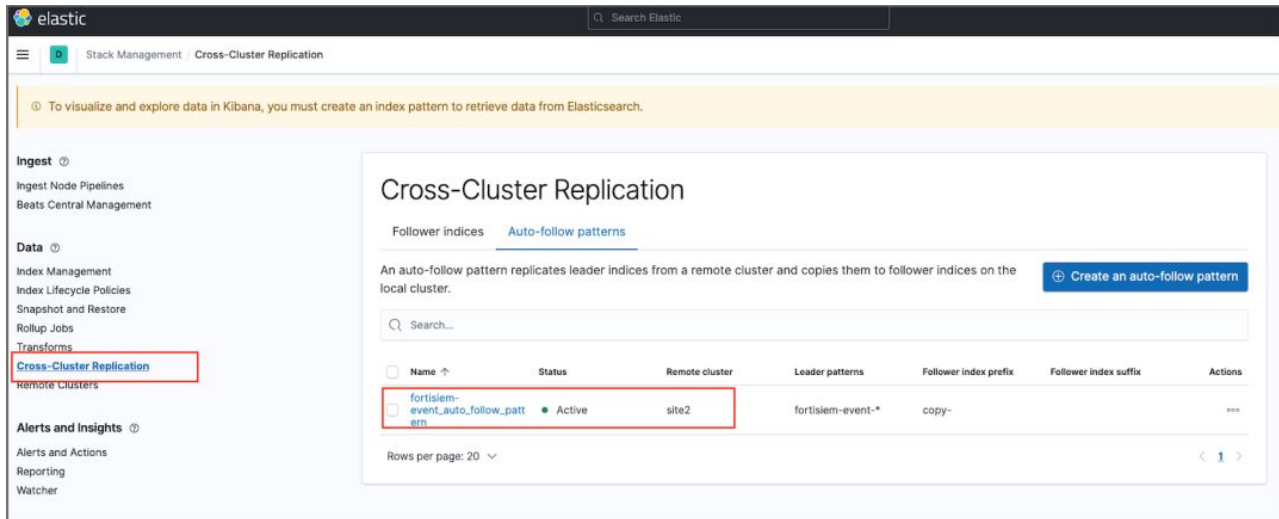 elastic
Search Elastic
D
Stack Management / Cross-Cluster Replication
To visualize and explore data in Kibana, you must create an index pattern to retrieve data from Elasticsearch.
Ingest
Ingest Node Pipelines
Beats Central Management
Data
Index Management
Index Lifecycle Policies
Snapshot and Restore
Rollup Jobs
Transforms
Cross-Cluster Replication
Remote Clusters
Alerts and Insights
Alerts and Actions
Reporting
Watcher
Cross-Cluster Replication
Follower indices Auto-follow patterns
An auto-follow pattern replicates leader indices from a remote cluster and copies them to follower indices on the
local cluster.
Create an auto-follow pattern
Search...
Name Status Remote cluster Leader patterns Follower index prefix Follower index suffix Actions
fortisiem-
event_auto_follow_patt Active site2 fortisiem-event-* copy-
ern
Rows per page: 20
< 1 >